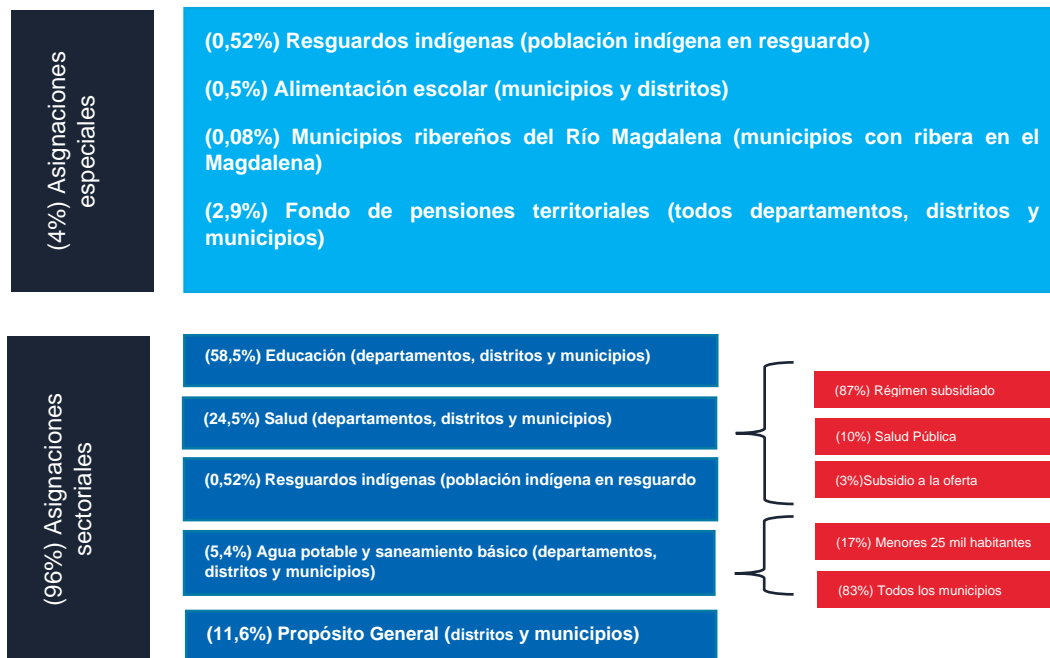 (4%) Asignaciones
especiales
(0,52%) Resguardos indígenas (población indígena en resguardo)
(0,5%) Alimentación escolar (municipios y distritos)
(0,08%) Municipios ribereños del Río Magdalena (municipios con ribera en el
Magdalena)
(2,9%) Fondo de pensiones territoriales (todos departamentos, distritos y
municipios)
(96%) Asignaciones
sectoriales
(58,5%) Educación (departamentos, distritos y municipios)
(24,5%) Salud (departamentos, distritos y municipios)
(0,52%) Resguardos indígenas (población indígena en resguardo
(5,4%) Agua potable y saneamiento básico (departamentos,
distritos y municipios)
(11,6%) Propósito General (distritos y municipios)
(87%) Régimen subsidiado
(10%) Salud Pública
(3%)Subsidio a la oferta
(17%) Menores 25 mil habitantes
(83%) Todos los municipios